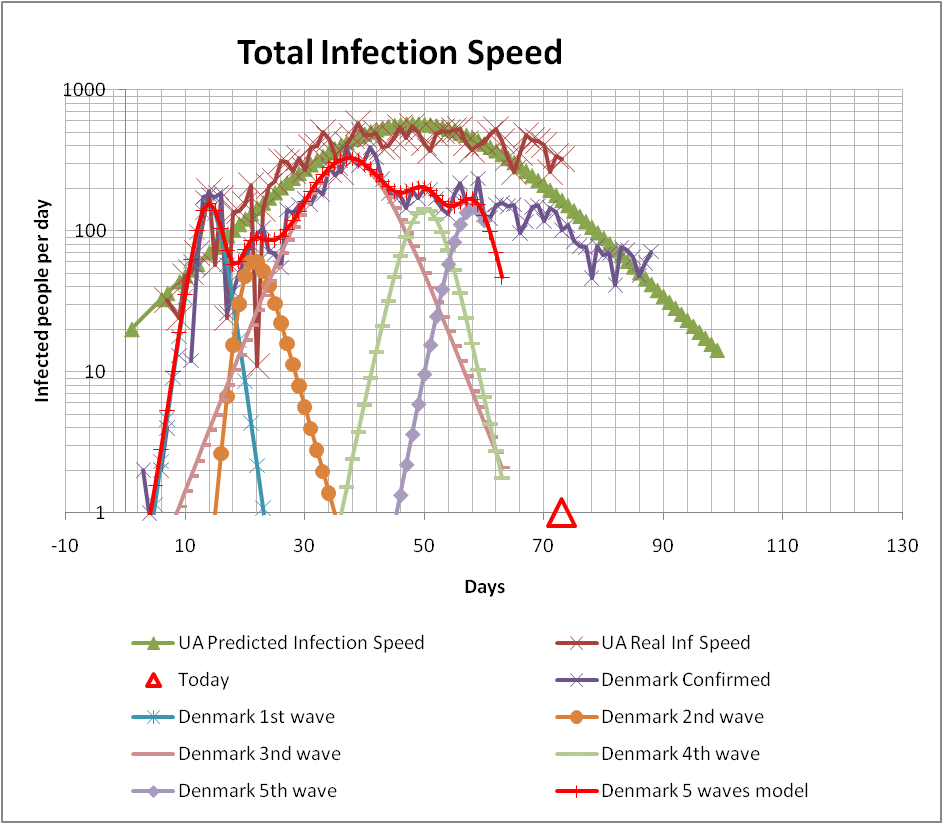 Total Infection Speed
Infected people per day
1000
100
10
1
-10
10
30
50
70
90
110
130
Days
UA Predicted Infection Speed
UA Real Inf Speed
Today
Denmark Confirmed
Denmark 1st wave
Denmark 2nd wave
Denmark 3nd wave
Denmark 4th wave
Denmark 5th wave
Denmark 5 waves model